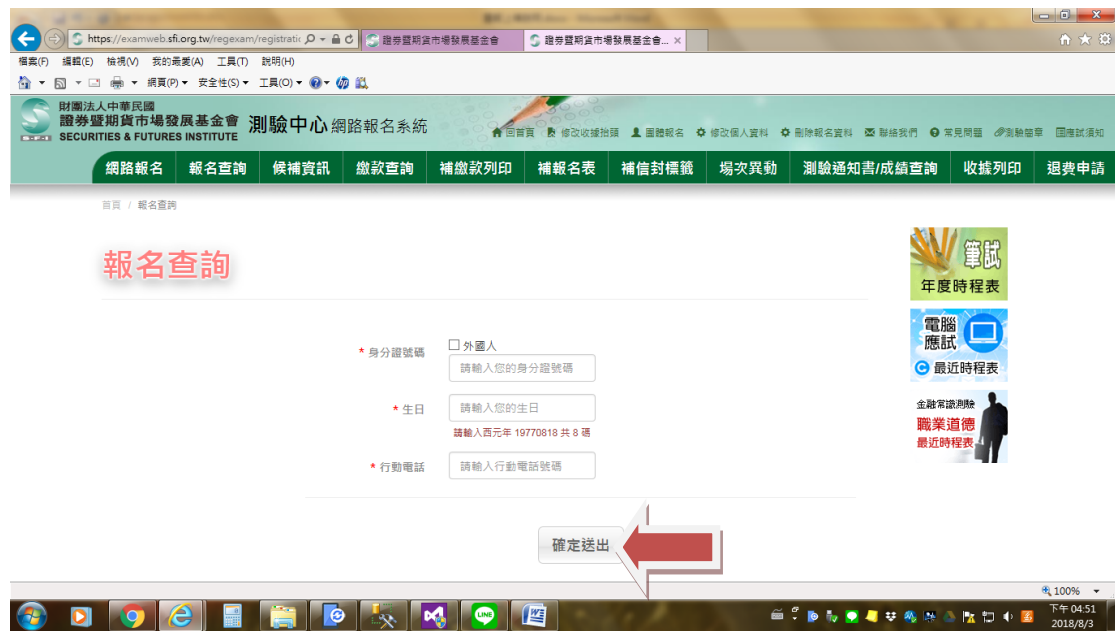 https://examweb.sfi.org.tw/regexam/registratic
證券暨期貨市場發展基金會
證券暨期貨市場發展基金會...
檔案(F) 編輯(E) 檢視(V) 我的最愛(A) 工具(T) 說明(H)
網頁(P) 安全性(S) 工具(O)
財團法人中華民國
證券暨期貨市場發展基金會
SECURITIES & FUTURES INSTITUTE
測驗中心 網路報名系統
回首頁 修改收據抬頭 團體報名 修改個人資料 刪除報名資料 聯絡我們 常見問題 測驗簡章 應試須知
網路報名 報名查詢 候補資訊 繳款查詢 補繳款列印 補報名表 補信封標籤 場次異動 測驗通知書/成績查詢 收據列印 退費申請
首頁 / 報名查詢
報名查詢
筆試
年度時程表
電腦
應試
最近時程表
金融常識測驗
職業道德
最近時程表
* 身分證號碼
外國人
請輸入您的身分證號碼
* 生日
請輸入您的生日
請輸入西元年 19770818 共 8 碼
* 行動電話
請輸入行動電話號碼
確定送出
100%
LINE
下午 04:51
2018/8/3